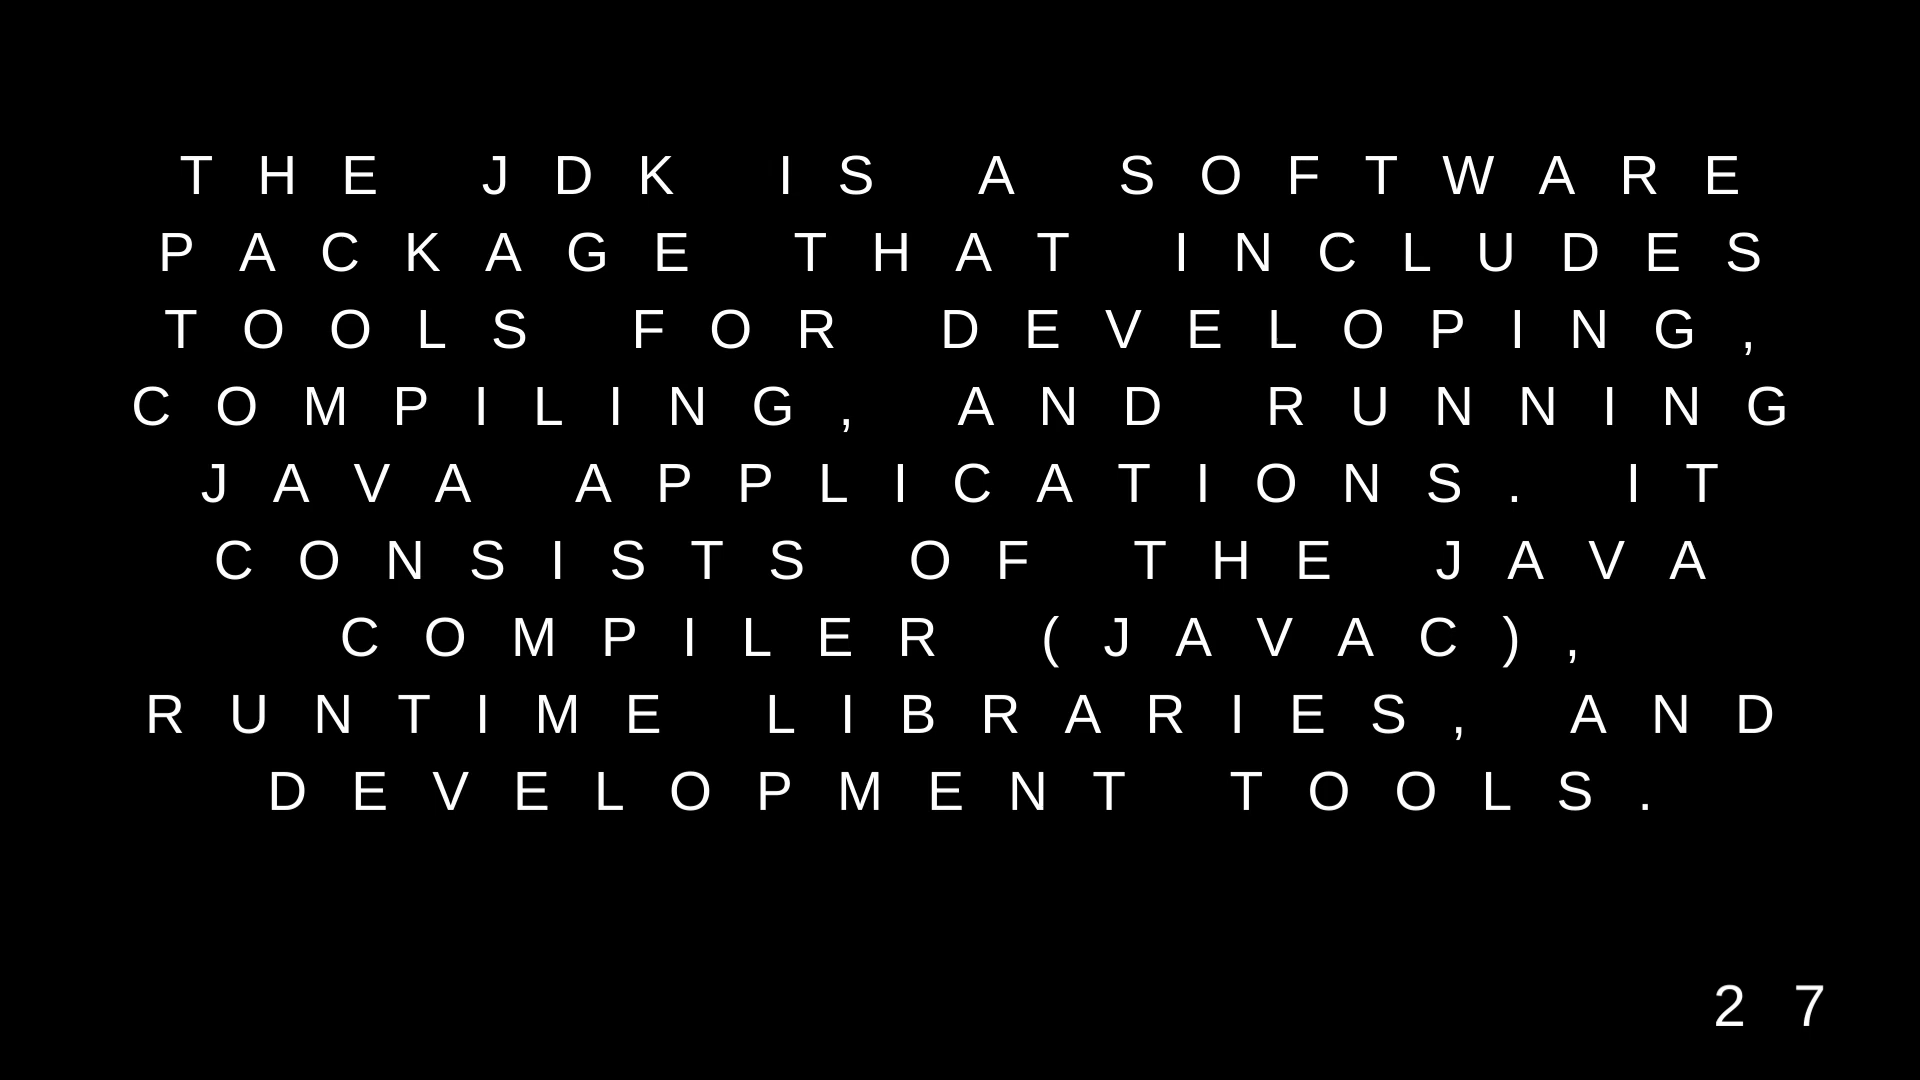 THE JDK IS A SOFTWARE
PACKAGE THAT INCLUDES
TOOLS FOR DEVELOPING,
COMPILING, AND RUNNING
JAVA APPLICATIONS. IT
CONSISTS OF THE JAVA
COMPILER (JAVAC),
RUNTIME LIBRARIES, AND
DEVELOPMENT TOOLS.
27